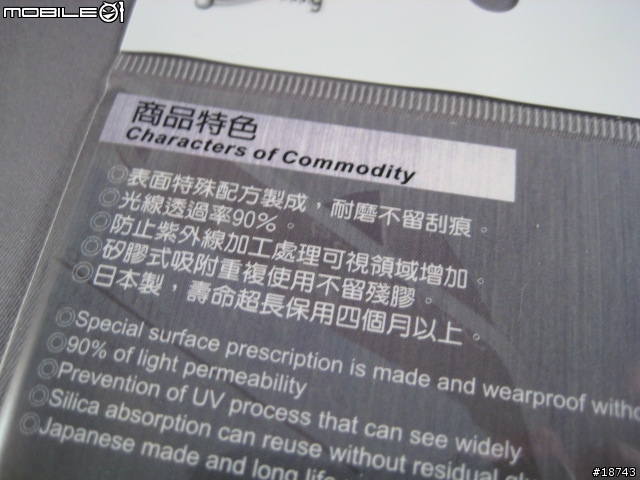 MOBILE01
商品特色
Characters of Commodity
◎表面特殊配方製成，耐磨不留刮痕。
◎光線透過率90%。
◎防止紫外線加工處理可視領域增加。
◎矽膠式吸附重複使用不留殘膠。
◎日本製，壽命超長保用四個月以上。
◎Special surface prescription is made and wearproof
◎90% of light permeability
◎Prevention of UV process that can see widely
◎Silica absorption can reuse without residual
◎Japanese made and long life
#18743